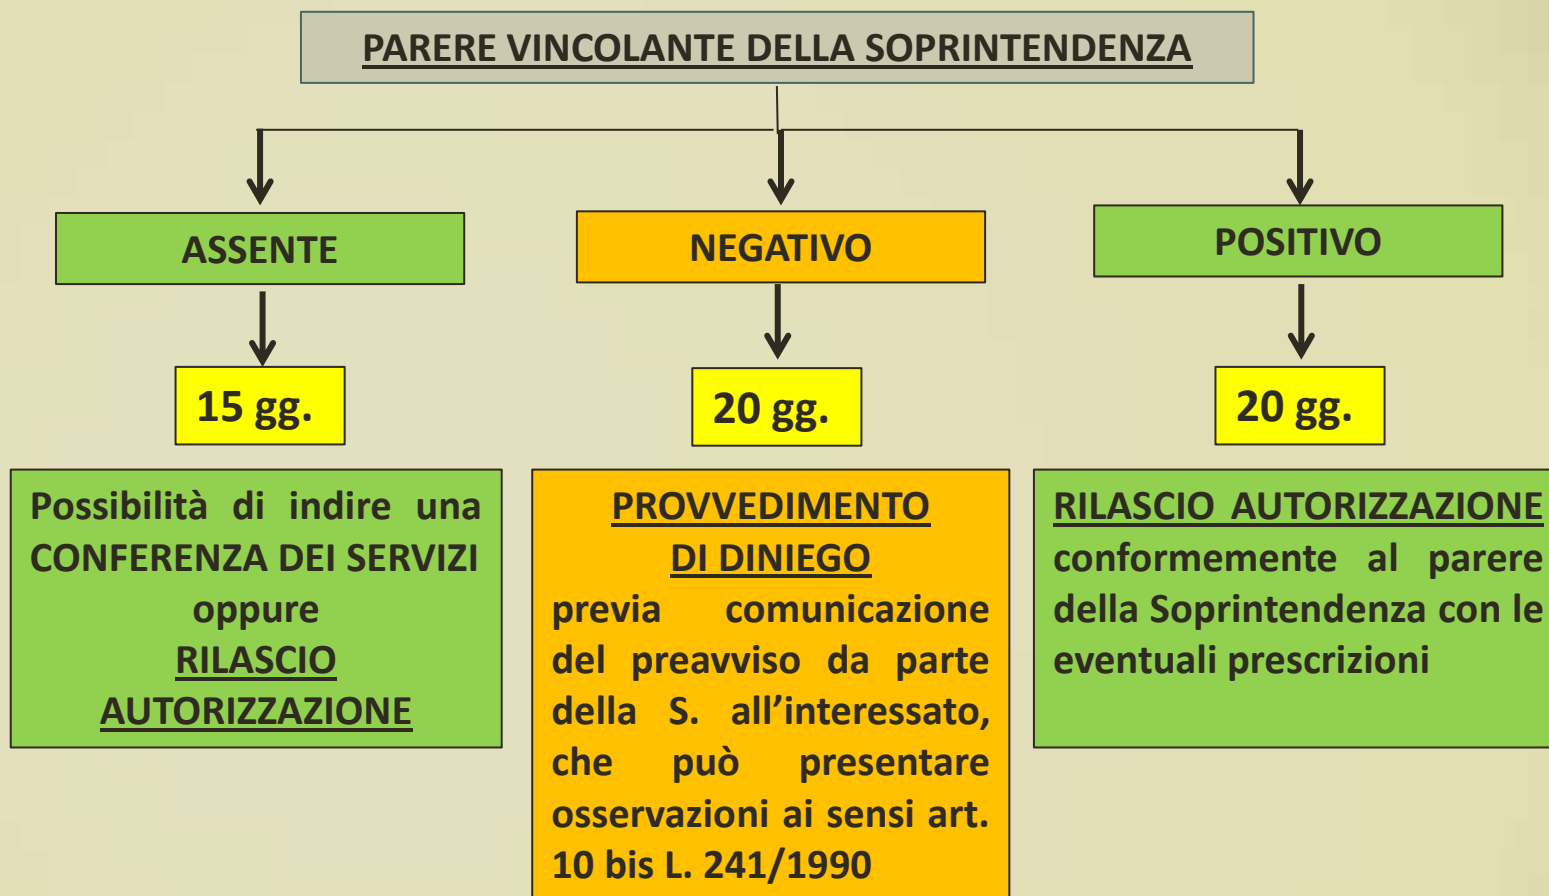 PARERE VINCOLANTE DELLA SOPRINTENDENZA
ASSENTE
15 gg.
Possibilità di indire una
CONFERENZA DEI SERVIZI
oppure
RILASCIO
AUTORIZZAZIONE
NEGATIVO
20 gg.
PROVVEDIMENTO
DI DINIEGO
previa comunicazione
del preavviso da parte
della S. all’interessato,
che può presentare
osservazioni ai sensi art.
10 bis L. 241/1990
POSITIVO
20 gg.
RILASCIO AUTORIZZAZIONE
conformemente al parere
della Soprintendenza con le
eventuali prescrizioni